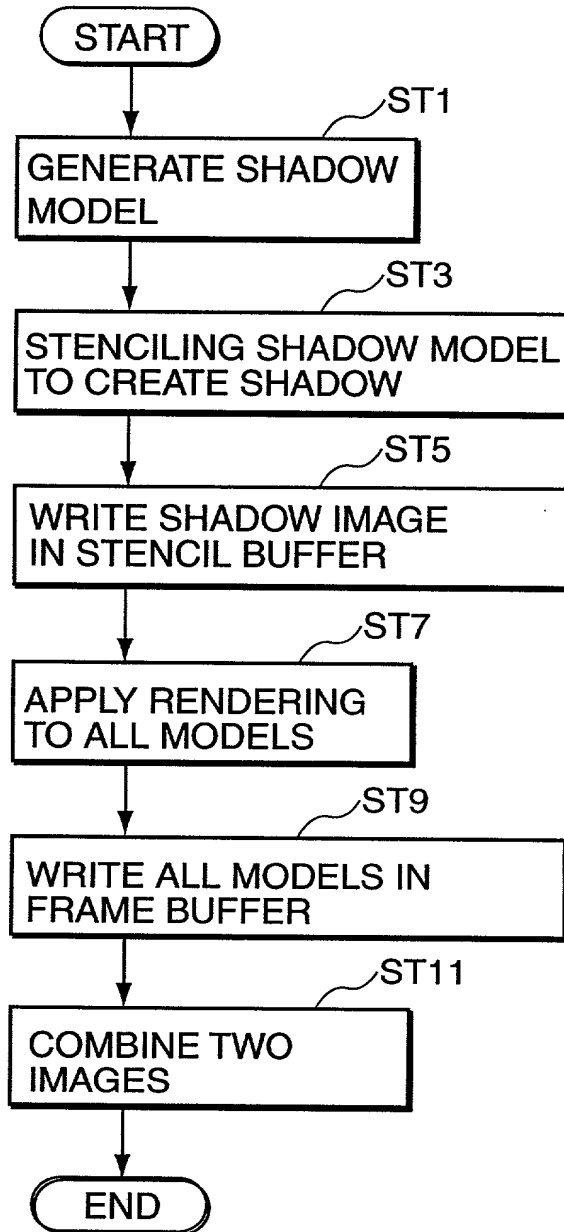 START
ST1
GENERATE SHADOW
MODEL
ST3
STENCILING SHADOW MODEL
TO CREATE SHADOW
ST5
WRITE SHADOW IMAGE
IN STENCIL BUFFER
ST7
APPLY RENDERING
TO ALL MODELS
ST9
WRITE ALL MODELS IN
FRAME BUFFER
ST11
COMBINE TWO
IMAGES
END